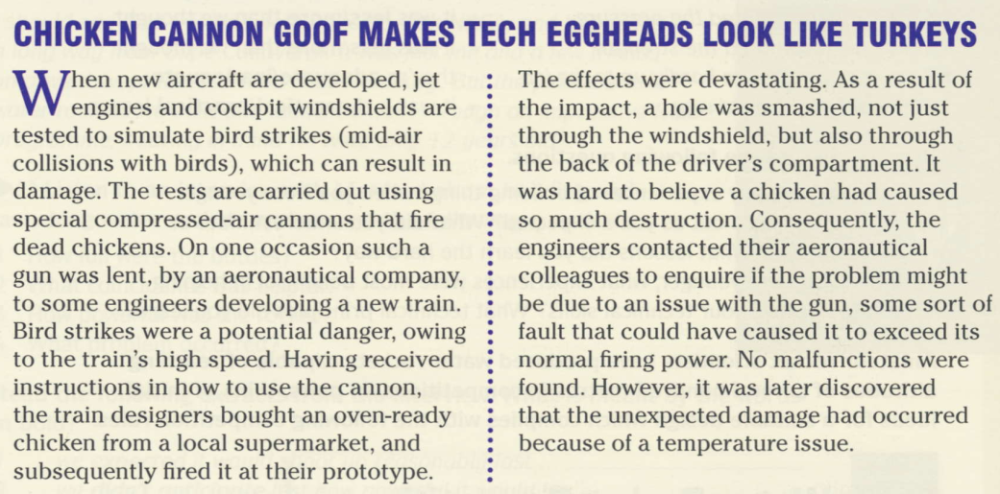 CHICKEN CANNON GOOF MAKES TECH EGGHEADS LOOK LIKE TURKEYS
When new aircraft are developed, jet
engines and cockpit windshields are
tested to simulate bird strikes (mid-air
collisions with birds), which can result in
damage. The tests are carried out using
special compressed-air cannons that fire
dead chickens. On one occasion such a
gun was lent, by an aeronautical company,
to some engineers developing a new train.
Bird strikes were a potential danger, owing
to the train's high speed. Having received
instructions in how to use the cannon,
the train designers bought an oven-ready
chicken from a local supermarket, and
subsequently fired it at their prototype.
The effects were devastating. As a result of
the impact, a hole was smashed, not just
through the windshield, but also through
the back of the driver's compartment. It
was hard to believe a chicken had caused
so much destruction. Consequently, the
engineers contacted their aeronautical
colleagues to enquire if the problem might
be due to an issue with the gun, some sort of
fault that could have caused it to exceed its
normal firing power. No malfunctions were
found. However, it was later discovered
that the unexpected damage had occurred
because of a temperature issue.